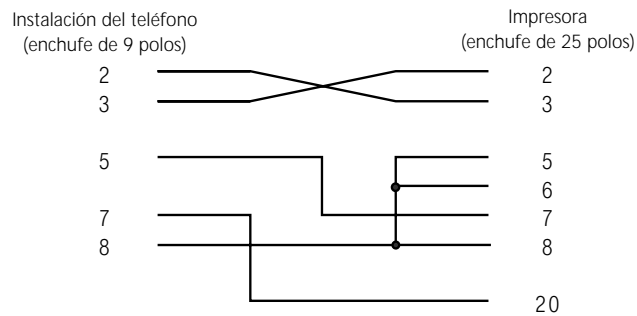 Instalación del teléfono
(enchufe de 9 polos)
Impresora
(enchufe de 25 polos)
2 2
3 3
5 5
6
7 7
8 8
20